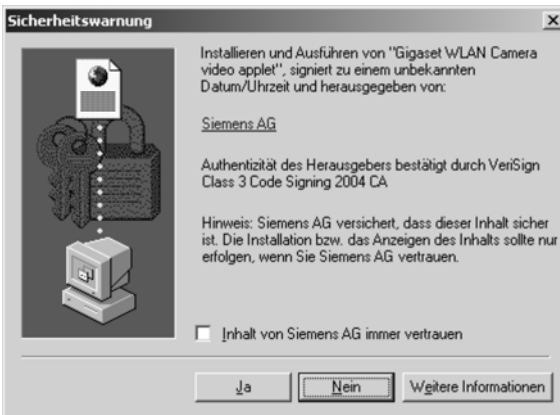 Sicherheitswarnung
Installieren und Ausführen von "Gigaset WLAN Camera
video applet", signiert zu einem unbekannten
Datum/Uhrzeit und herausgegeben von:
Siemens AG
Authentizität des Herausgebers bestätigt durch VeriSign
Class 3 Code Signing 2004 CA
Hinweis: Siemens AG versichert, dass dieser Inhalt sicher
ist. Die Installation bzw. das Anzeigen des Inhalts sollte nur
erfolgen, wenn Sie Siemens AG vertrauen.
Inhalt von Siemens AG immer vertrauen
Ja Nein Weitere Informationen